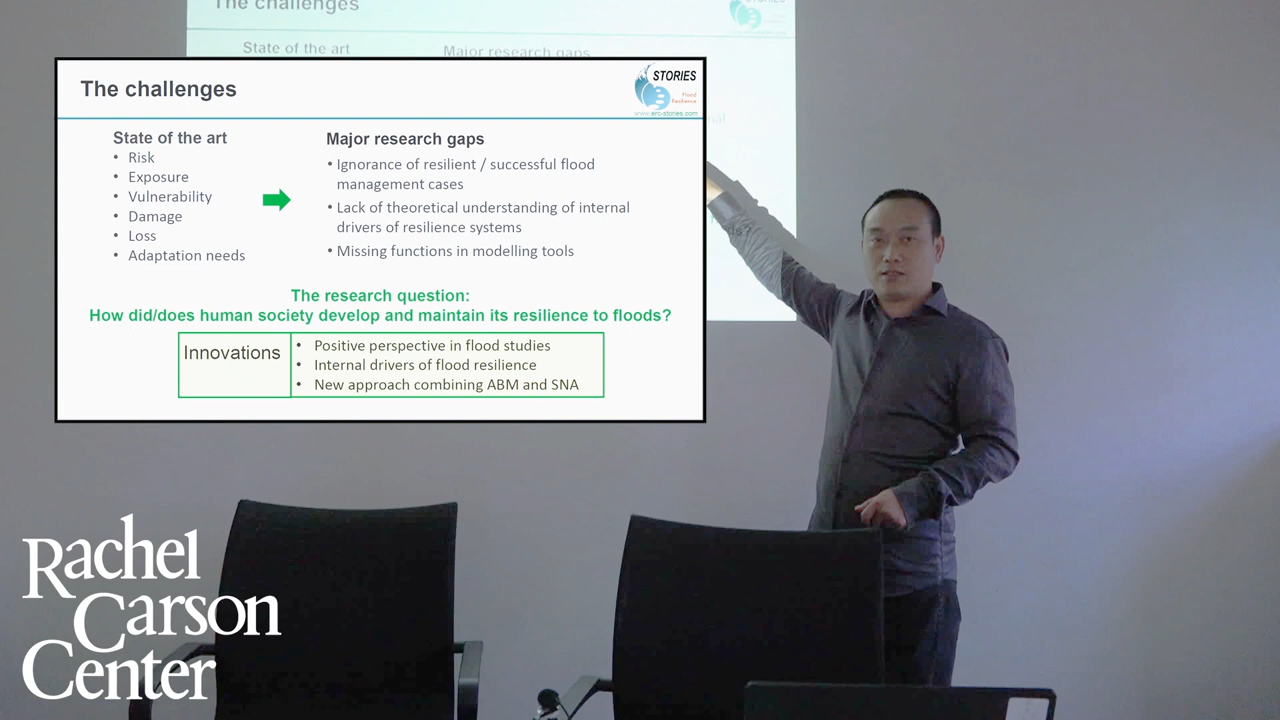 The challenges
STORIES
State of the art
Major research gaps
The challenges
STORIES
Flood
Resilience
www.erc-stories.com
State of the art
• Risk
• Exposure
• Vulnerability
• Damage
• Loss
• Adaptation needs
Major research gaps
• Ignorance of resilient / successful flood
management cases
• Lack of theoretical understanding of internal
drivers of resilience systems
• Missing functions in modelling tools
The research question:
How did/does human society develop and maintain its resilience to floods?
Innovations
• Positive perspective in flood studies
• Internal drivers of flood resilience
• New approach combining ABM and SNA
Rachel
Carson
Center